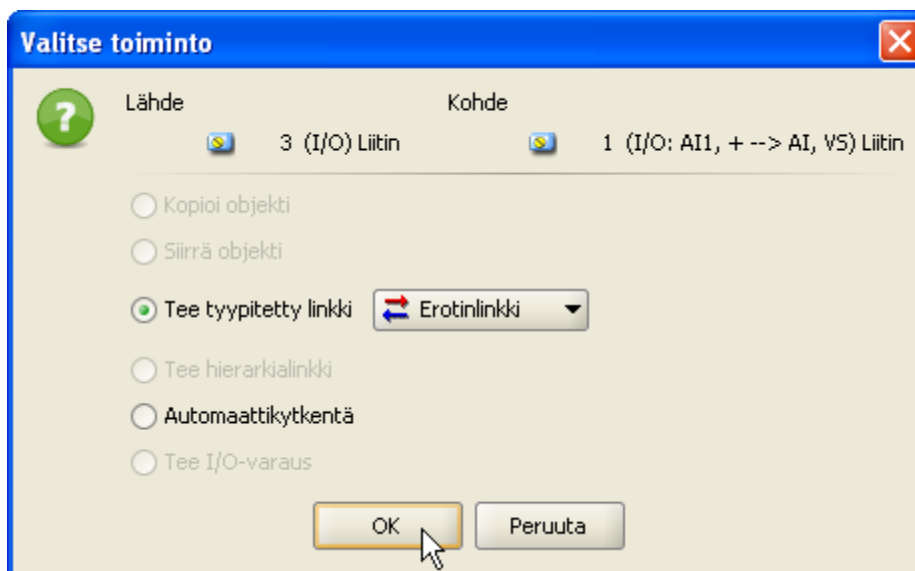 Valitse toiminto
Lähde Kohde
3 (I/O) Liitin 1 (I/O: AI1, + --> AI, VS) Liitin
Kopioi objekti
Siirrä objekti
Tee tyypitetty linkki Erotinlinkki
Tee hierarkialinkki
Automaattikytkentä
Tee I/O-varaus
OK Peruuta